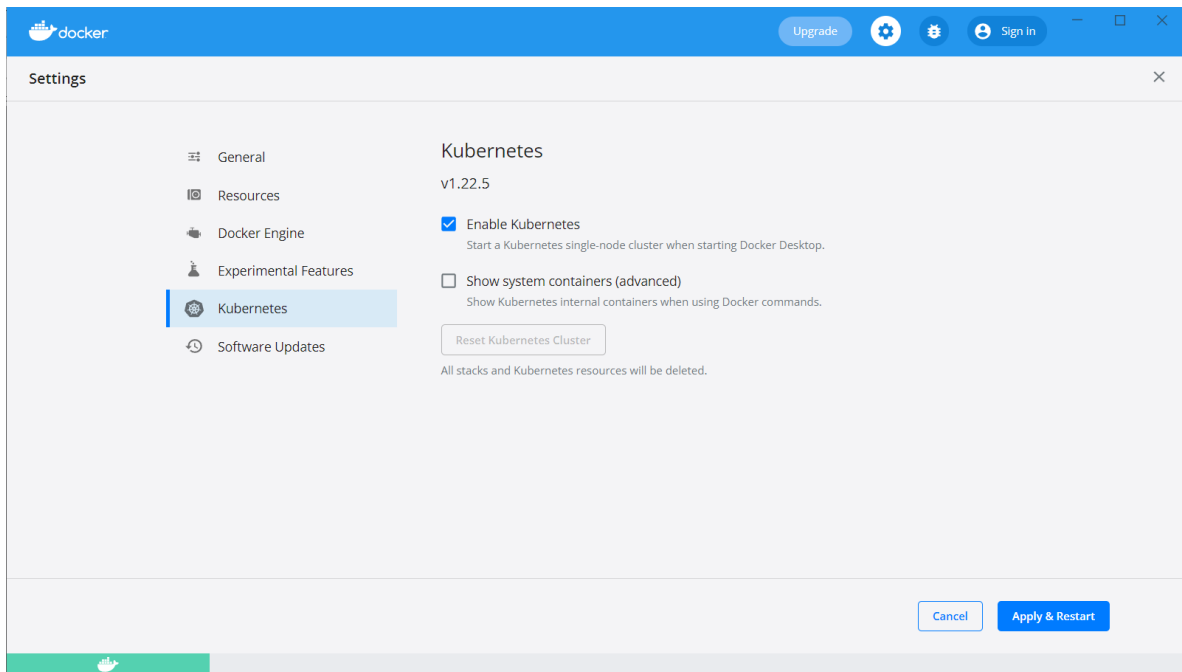 docker
Upgrade
Sign in
Settings
General
Resources
Docker Engine
Experimental Features
Kubernetes
Software Updates
Kubernetes
v1.22.5
Enable Kubernetes
Start a Kubernetes single-node cluster when starting Docker Desktop.
Show system containers (advanced)
Show Kubernetes internal containers when using Docker commands.
Reset Kubernetes Cluster
All stacks and Kubernetes resources will be deleted.
Cancel
Apply & Restart